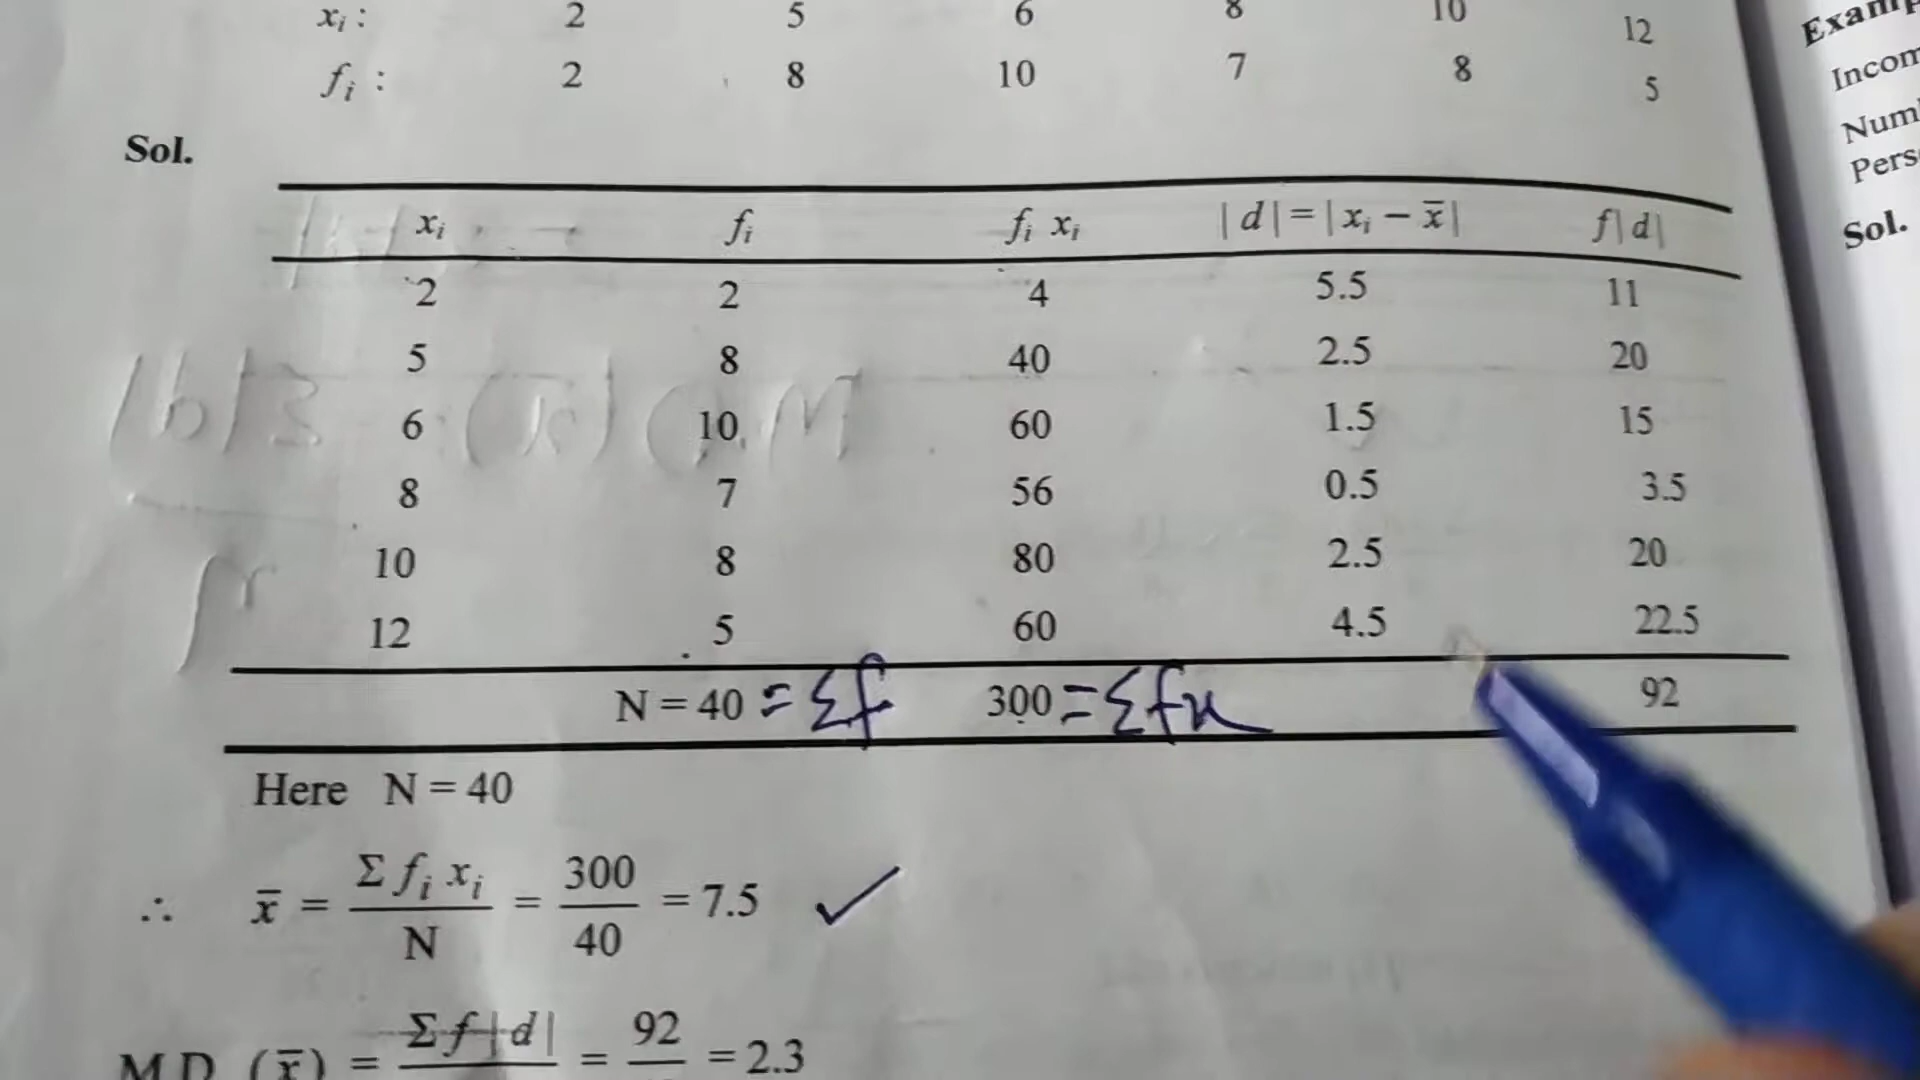 xᵢ : 2 5 6 8 10 12
fᵢ : 2 8 10 7 8 5
Sol.
xᵢ fᵢ fᵢ xᵢ |d|=|xᵢ − x̄| f|d|
2 2 4 5.5 11
5 8 40 2.5 20
6 10 60 1.5 15
8 7 56 0.5 3.5
10 8 80 2.5 20
12 5 60 4.5 22.5
N = 40 = Σf 300 = Σfx 92
Here N = 40
∴ x̄ = Σ fᵢ xᵢ / N = 300 / 40 = 7.5 ✓
M.D. (x̄) = Σ f |d| = 92 = 2.3
Sol.